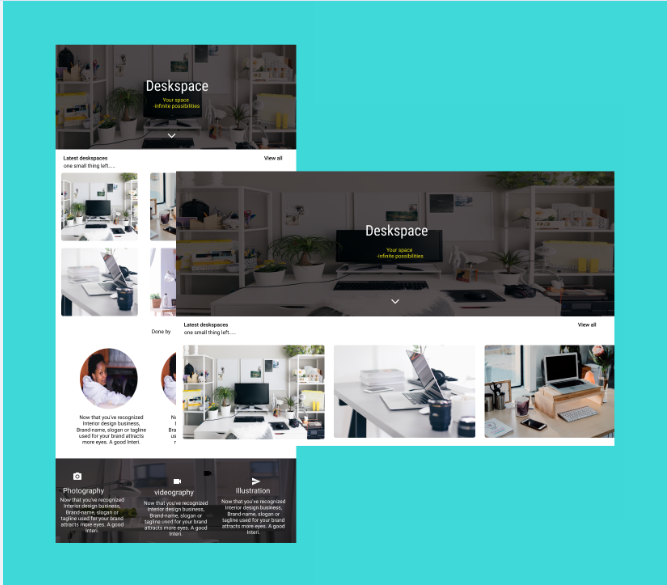 Deskspace
Your space
-infinite possibilities
Latest deskspaces
View all
one small thing left.....
Done by
Now that you've recognized
Interior design business,
Brand-name, slogan or tagline
used for your brand attracts
more eyes. A good Interi.
Photography
Now that you've recognized
Interior design business,
Brand-name, slogan or
tagline used for your brand
attracts more eyes. A good
Interi.
videography
Now that you've recognized
Interior design business,
Brand-name, slogan or
tagline used for your brand
attracts more eyes. A good
Interi.
Illustration
Now that you've recognized
Interior design business,
Brand-name, slogan or
tagline used for your brand
attracts more eyes. A good
Interi.
Deskspace
Your space
-infinite possibilities
Latest deskspaces
View all
one small thing left.....